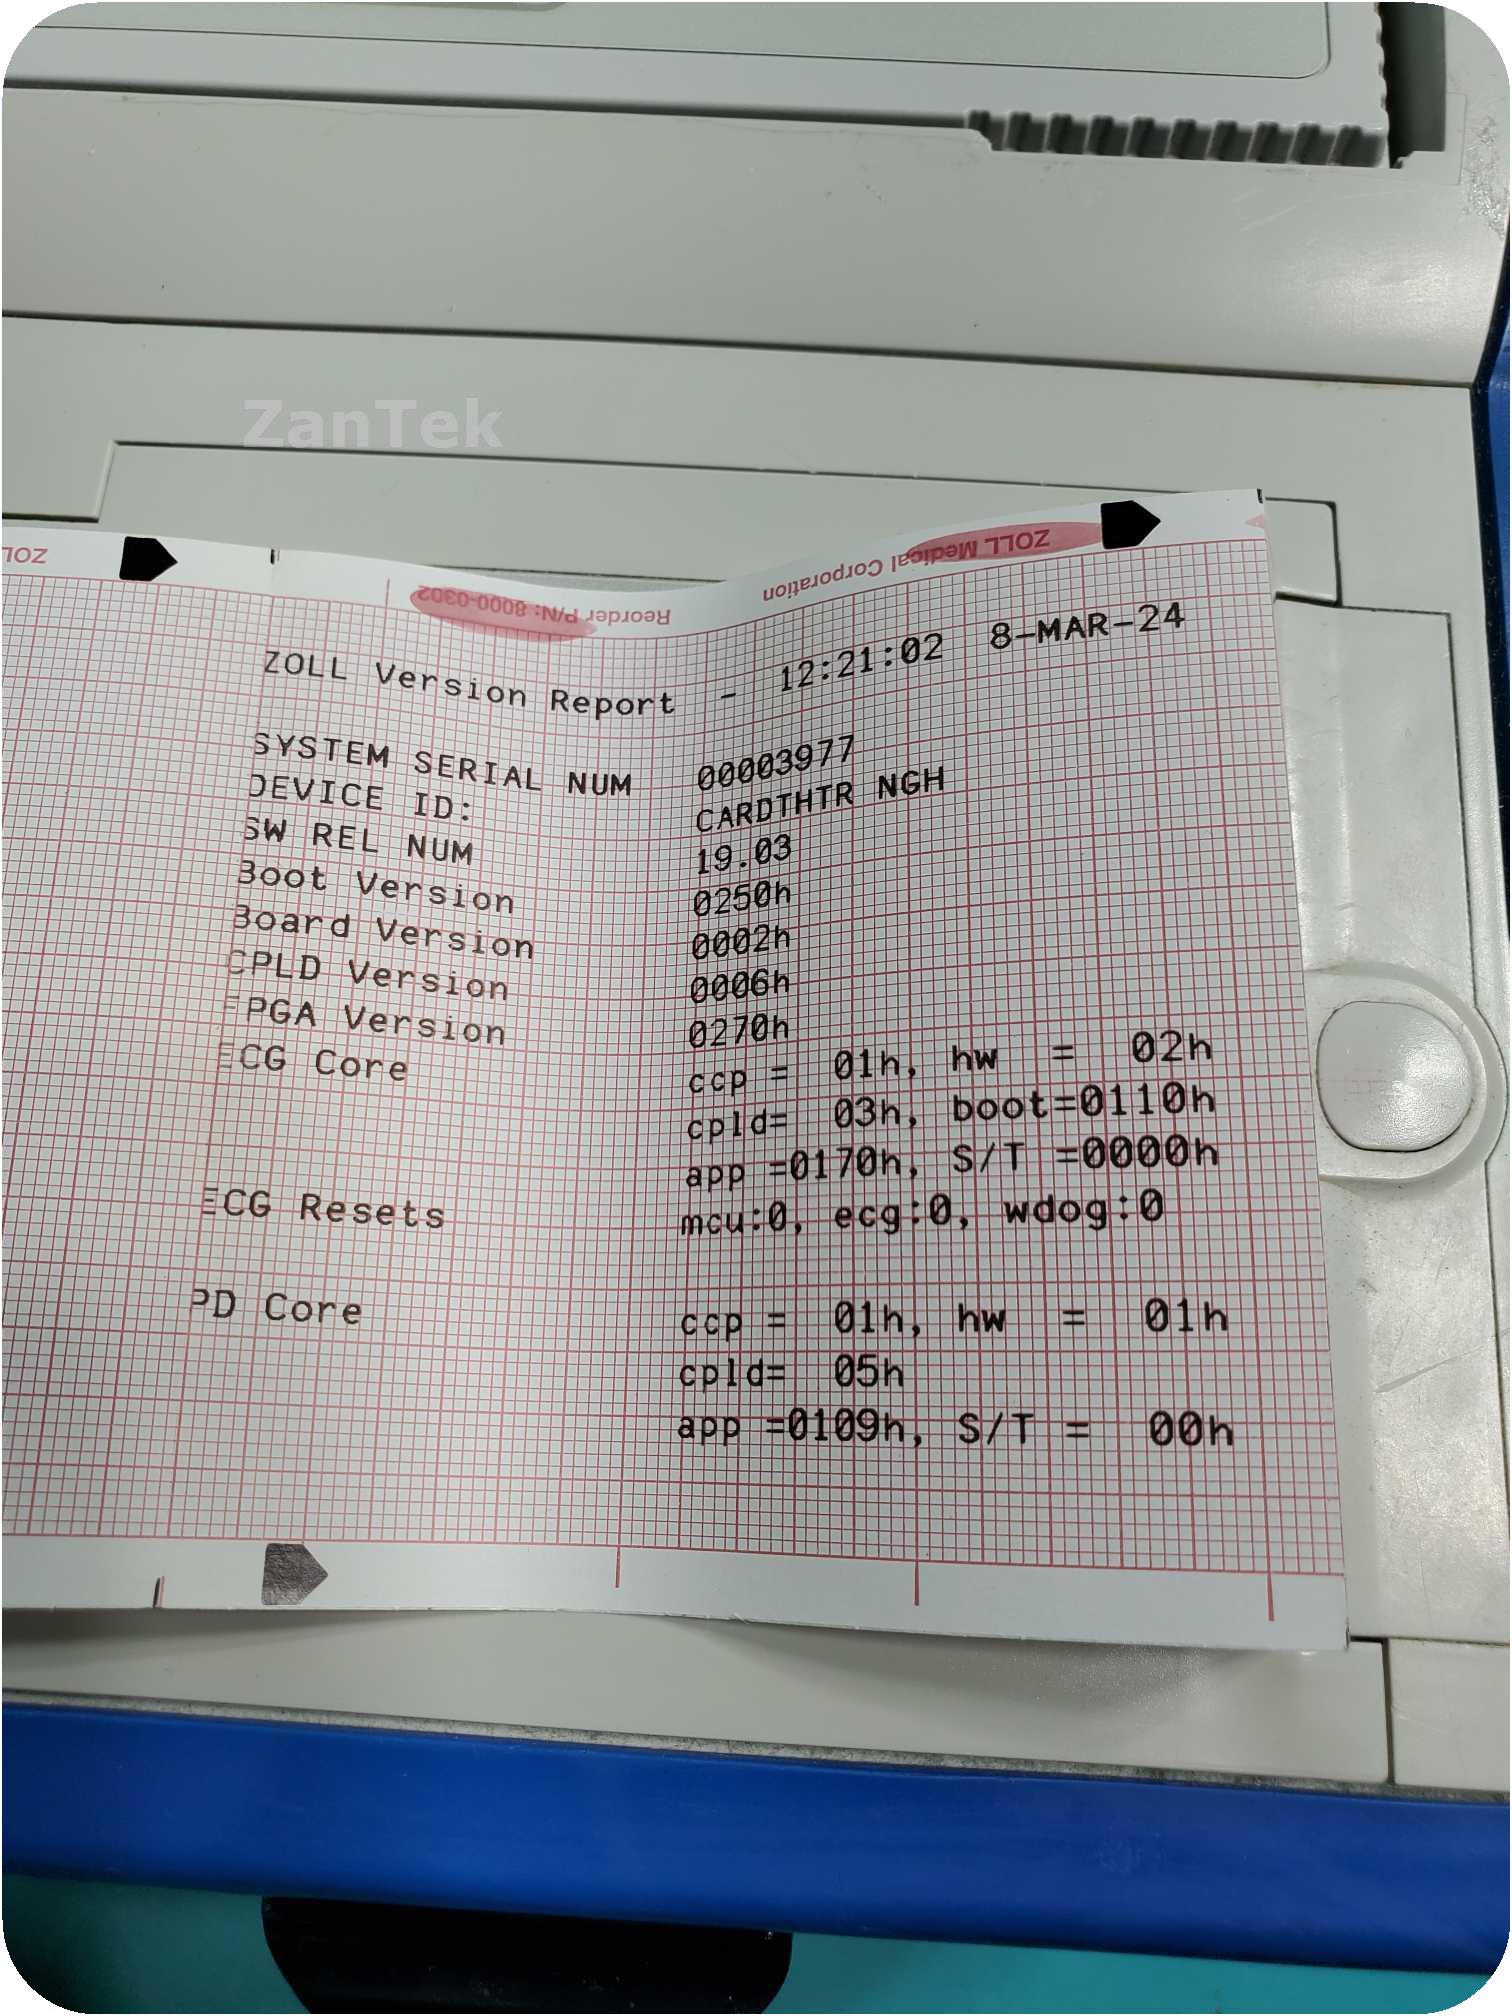 ZanTek
ZOLL
Reorder P/N: 8000-0302
ZOLL Medical Corporation
ZOLL Version Report - 12:21:02 8-MAR-24
SYSTEM SERIAL NUM 00003977
DEVICE ID: CARDTHTR NGH
SW REL NUM 19.03
Boot Version 0250h
Board Version 0002h
CPLD Version 0006h
FPGA Version 0270h
ECG Core ccp = 01h, hw = 02h
cpld= 03h, boot=0110h
app =0170h, S/T =0000h
ECG Resets mcu:0, ecg:0, wdog:0
PD Core ccp = 01h, hw = 01h
cpld= 05h
app =0109h, S/T = 00h